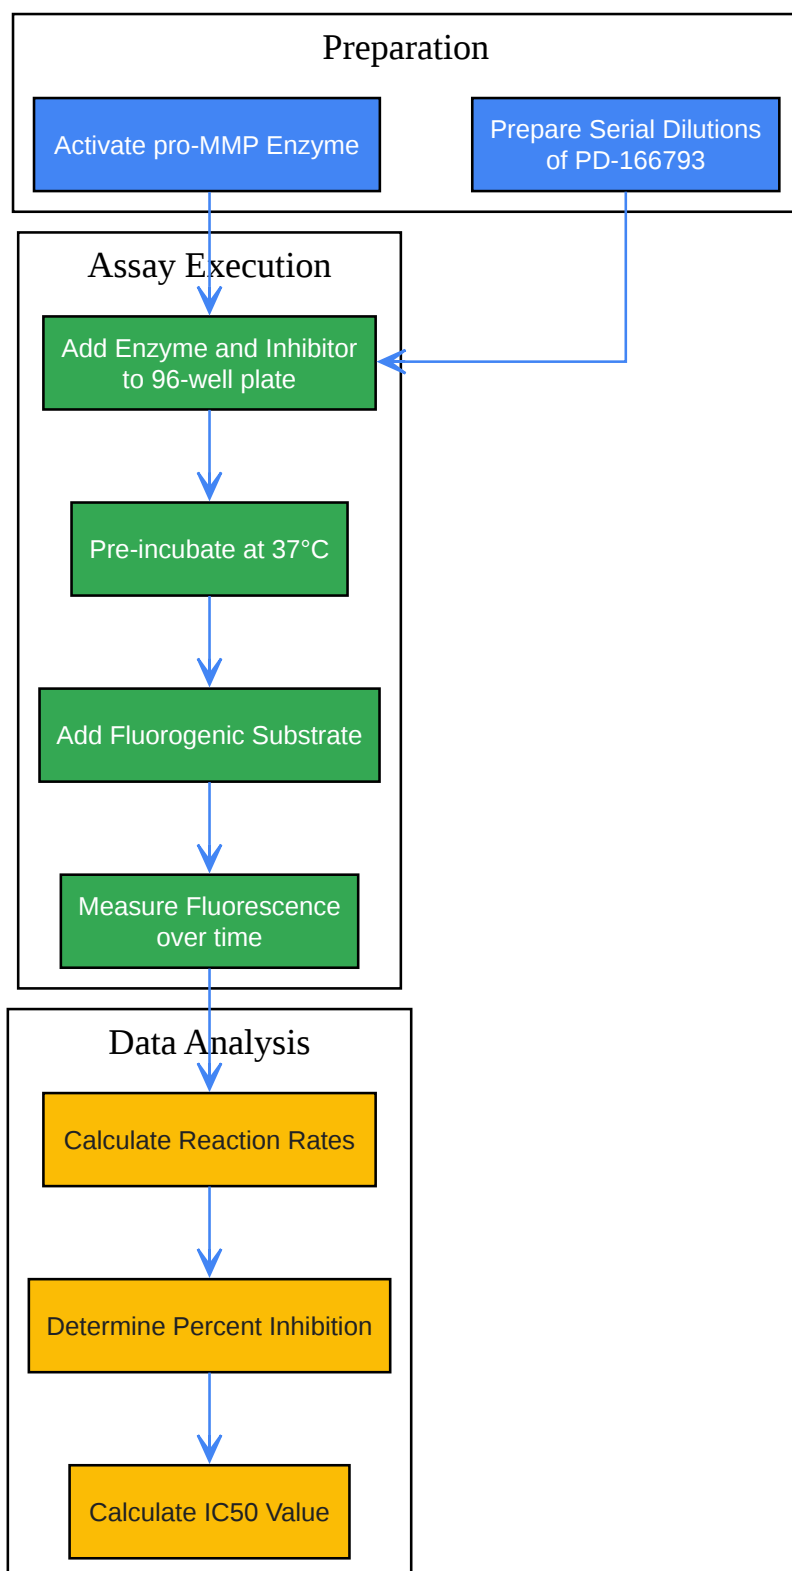 Preparation
Activate pro-MMP Enzyme
Prepare Serial Dilutions
of PD-166793
Assay Execution
Add Enzyme and Inhibitor
to 96-well plate
Pre-incubate at 37°C
Add Fluorogenic Substrate
Measure Fluorescence
over time
Data Analysis
Calculate Reaction Rates
Determine Percent Inhibition
Calculate IC50 Value